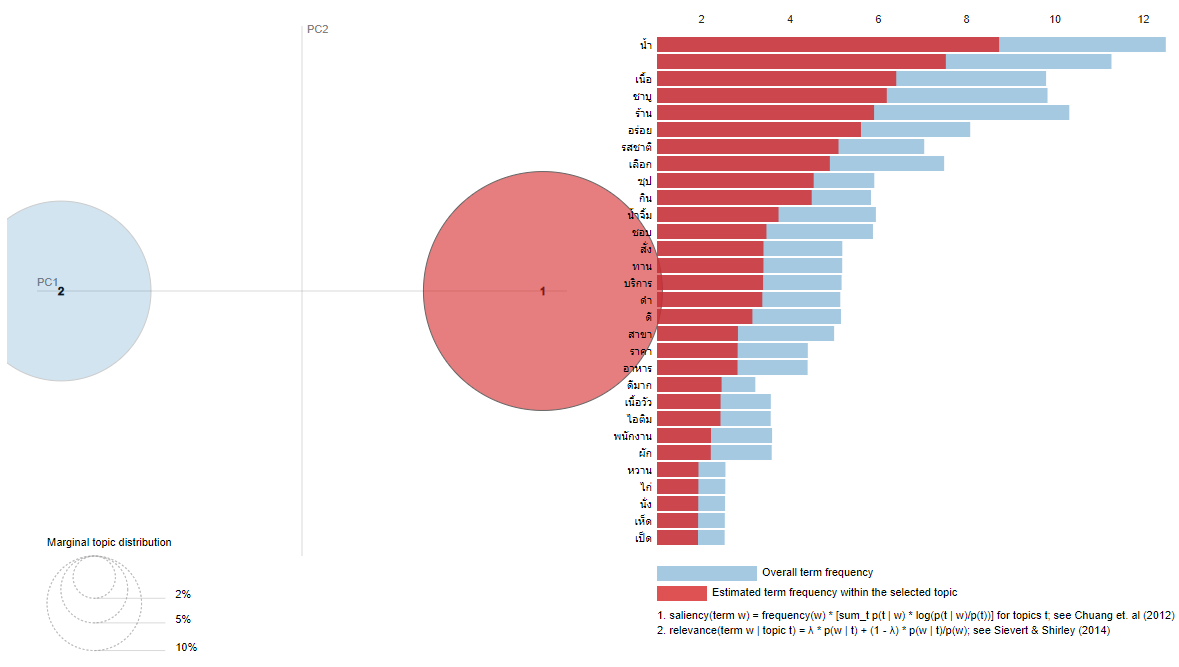 PC2
PC1
2
1
Marginal topic distribution
2%
5%
10%
2 4 6 8 10 12
น้ำ
เนื้อ
ชาบู
ร้าน
อร่อย
รสชาติ
เลือก
ซุป
กิน
น้ำจิ้ม
ชอบ
สั่ง
ทาน
บริการ
ดำ
ดี
สาขา
ราคา
อาหาร
ดีมาก
เนื้อวัว
ไอติม
พนักงาน
ผัก
หวาน
ไก่
นั่ง
เห็ด
เป็ด
Overall term frequency
Estimated term frequency within the selected topic
1. saliency(term w) = frequency(w) * [sum_t p(t | w) * log(p(t | w)/p(t))] for topics t; see Chuang et. al (2012)
2. relevance(term w | topic t) = λ * p(w | t) + (1 - λ) * p(w | t)/p(w); see Sievert & Shirley (2014)